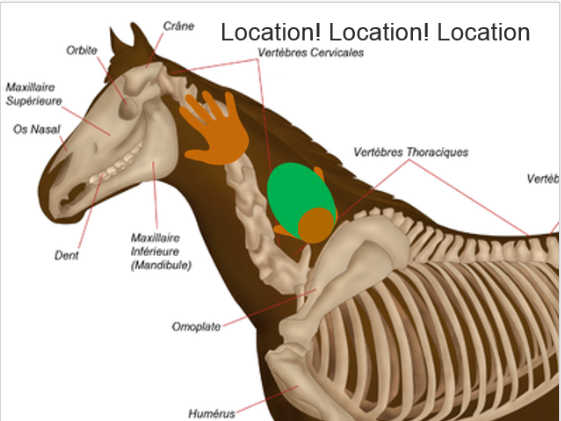 Location! Location! Location
Crâne
Orbite
Vertèbres Cervicales
Maxillaire
Supérieure
Os Nasal
Vertèbres Thoraciques
Vertèb
Dent
Maxillaire
Inférieure
(Mandibule)
Omoplate
Humérus